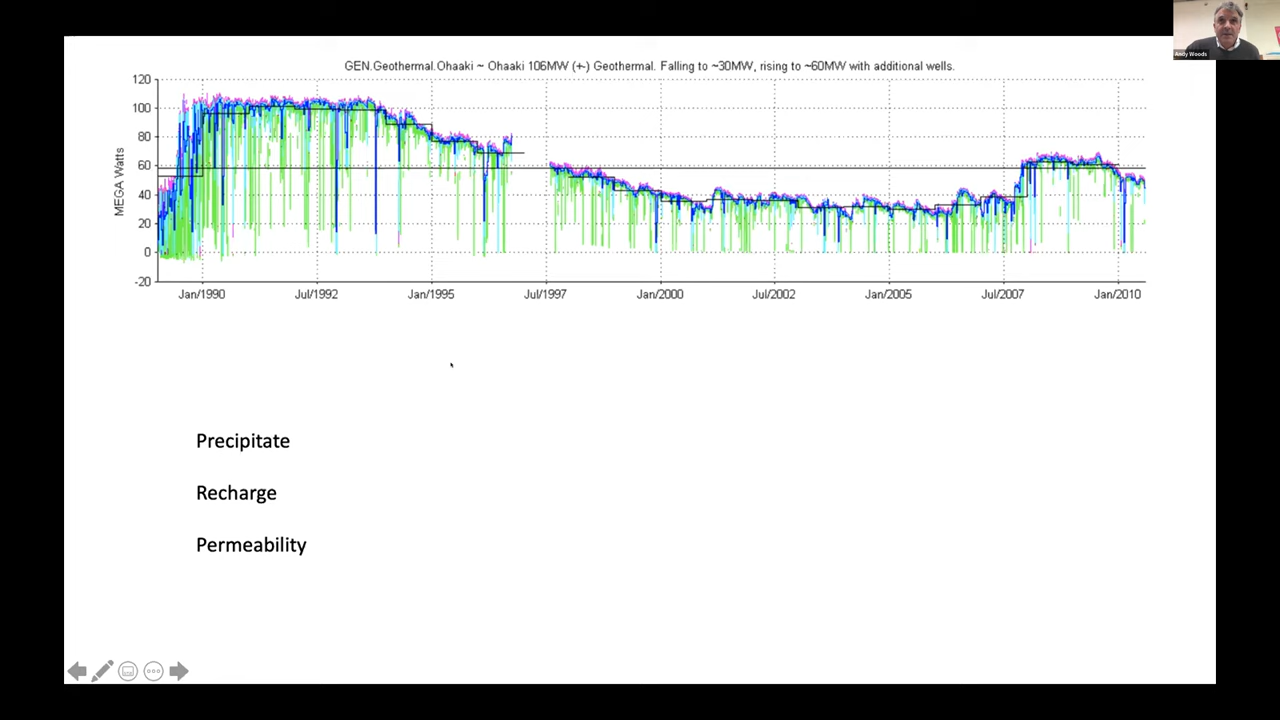 Andy Woods
GEN.Geothermal.Ohaaki ~ Ohaaki 106MW (+-) Geothermal. Falling to ~30MW, rising to ~60MW with additional wells.
MEGA Watts
120
100
80
60
40
20
0
-20
Jan/1990 Jul/1992 Jan/1995 Jul/1997 Jan/2000 Jul/2002 Jan/2005 Jul/2007 Jan/2010
Precipitate
Recharge
Permeability